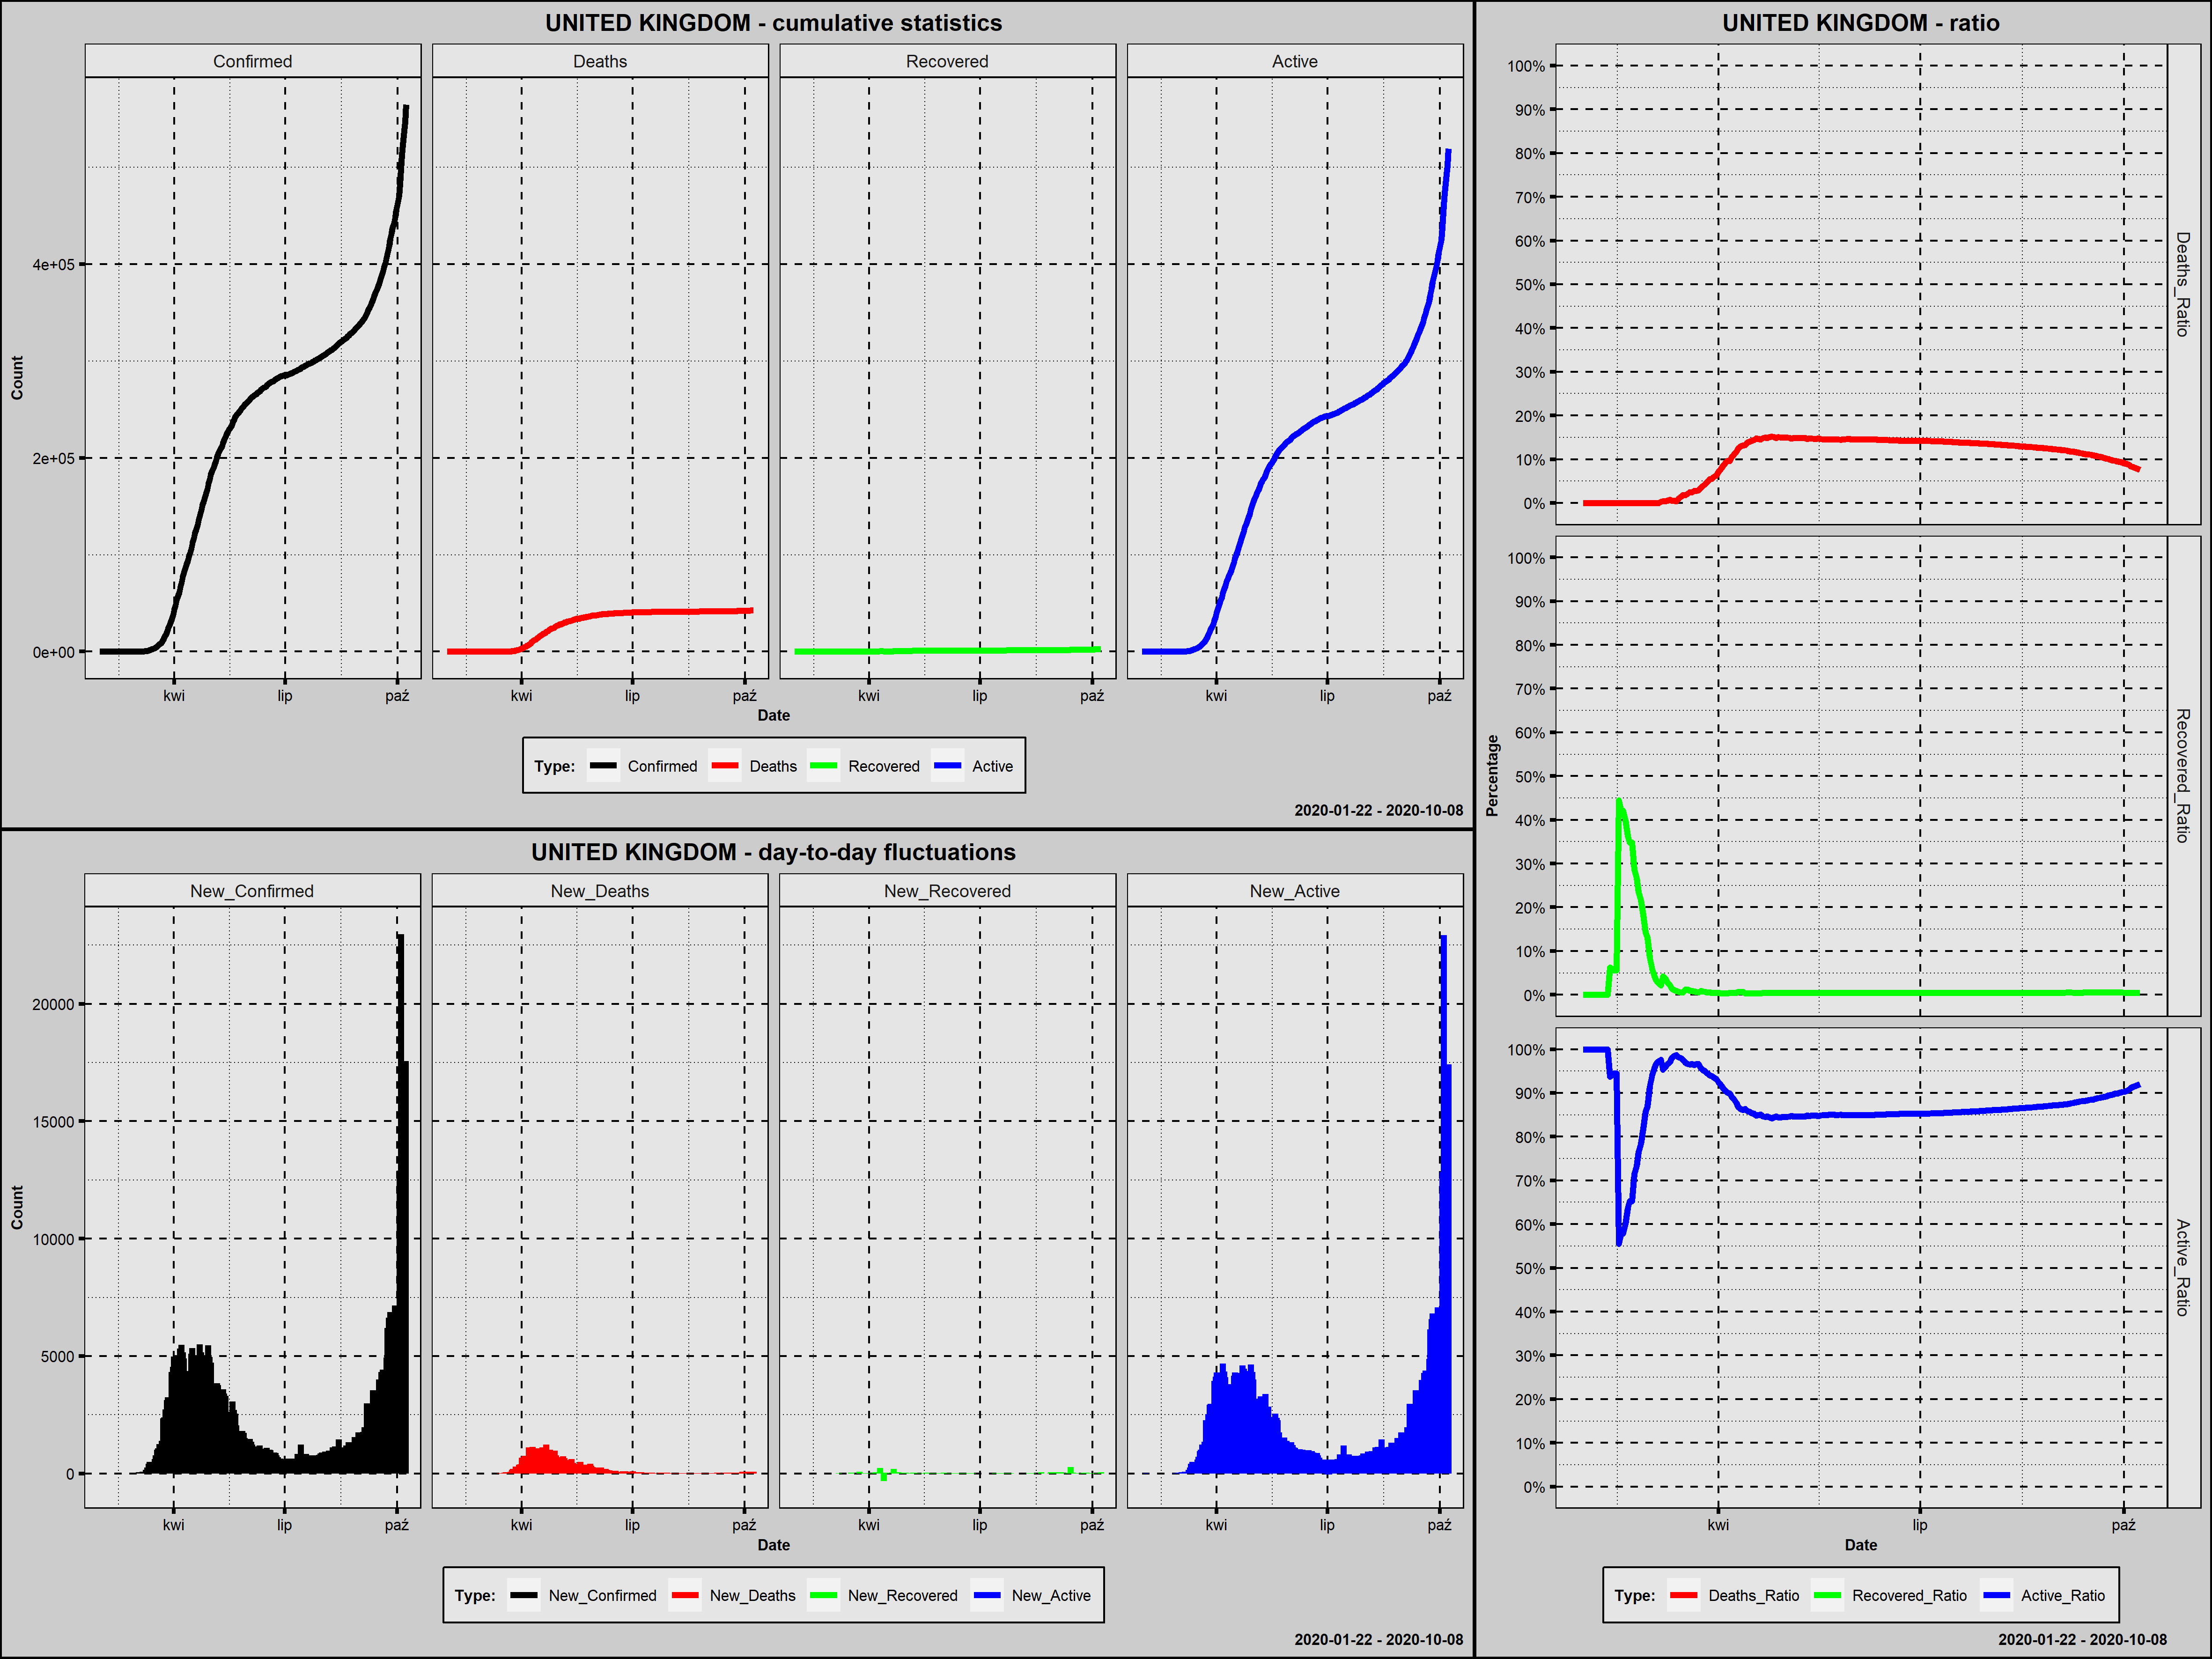 UNITED KINGDOM - cumulative statistics
Confirmed
Deaths
Recovered
Active
Count
4e+05
2e+05
0e+00
kwi lip paź
kwi lip paź
kwi lip paź
kwi lip paź
Date
Type: Confirmed Deaths Recovered Active
2020-01-22 - 2020-10-08
UNITED KINGDOM - day-to-day fluctuations
New_Confirmed
New_Deaths
New_Recovered
New_Active
Count
20000
15000
10000
5000
0
kwi lip paź
kwi lip paź
kwi lip paź
kwi lip paź
Date
Type: New_Confirmed New_Deaths New_Recovered New_Active
2020-01-22 - 2020-10-08
UNITED KINGDOM - ratio
Percentage
100%
90%
80%
70%
60%
50%
40%
30%
20%
10%
0%
Deaths_Ratio
100%
90%
80%
70%
60%
50%
40%
30%
20%
10%
0%
Recovered_Ratio
100%
90%
80%
70%
60%
50%
40%
30%
20%
10%
0%
Active_Ratio
kwi lip paź
Date
Type: Deaths_Ratio Recovered_Ratio Active_Ratio
2020-01-22 - 2020-10-08